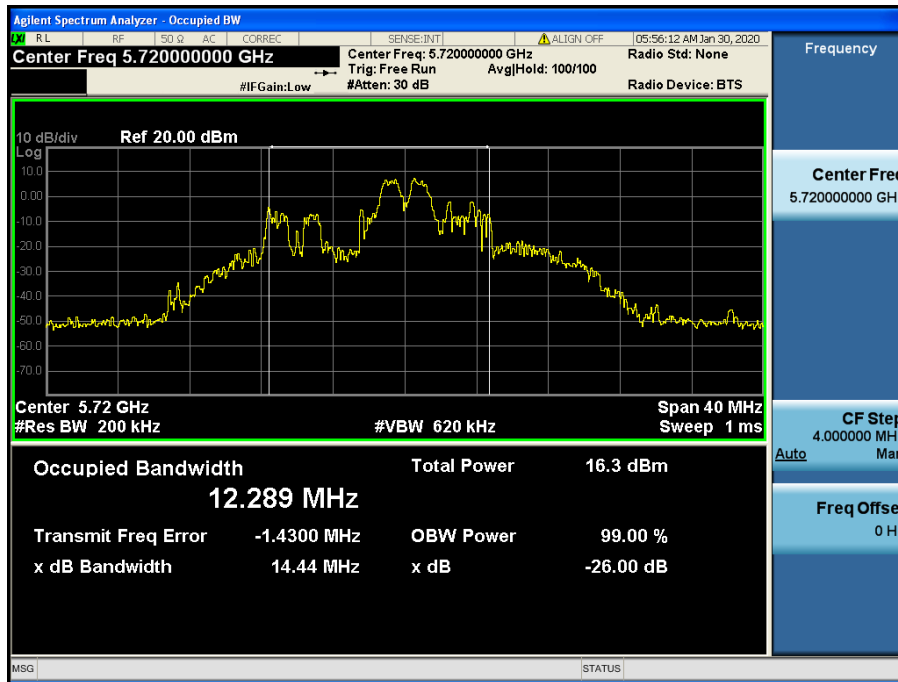 Agilent Spectrum Analyzer - Occupied BW
LXI RL RF 50 Ω AC CORREC SENSE:INT ALIGN OFF 05:56:12 AM Jan 30, 2020
Center Freq 5.720000000 GHz
Center Freq: 5.720000000 GHz
Radio Std: None
Trig: Free Run
Avg|Hold: 100/100
#IFGain:Low
#Atten: 30 dB
Radio Device: BTS
10 dB/div
Ref 20.00 dBm
Log
10.0
0.00
-10.0
-20.0
-30.0
-40.0
-50.0
-60.0
-70.0
Center 5.72 GHz
Span 40 MHz
#Res BW 200 kHz
#VBW 620 kHz
Sweep 1 ms
Occupied Bandwidth
12.289 MHz
Total Power 16.3 dBm
Transmit Freq Error -1.4300 MHz
OBW Power 99.00 %
x dB Bandwidth 14.44 MHz
x dB -26.00 dB
MSG
STATUS
Frequency
Center Fre
5.720000000 GH
CF Step
4.000000 MH
Auto Man
Freq Offse
0 H